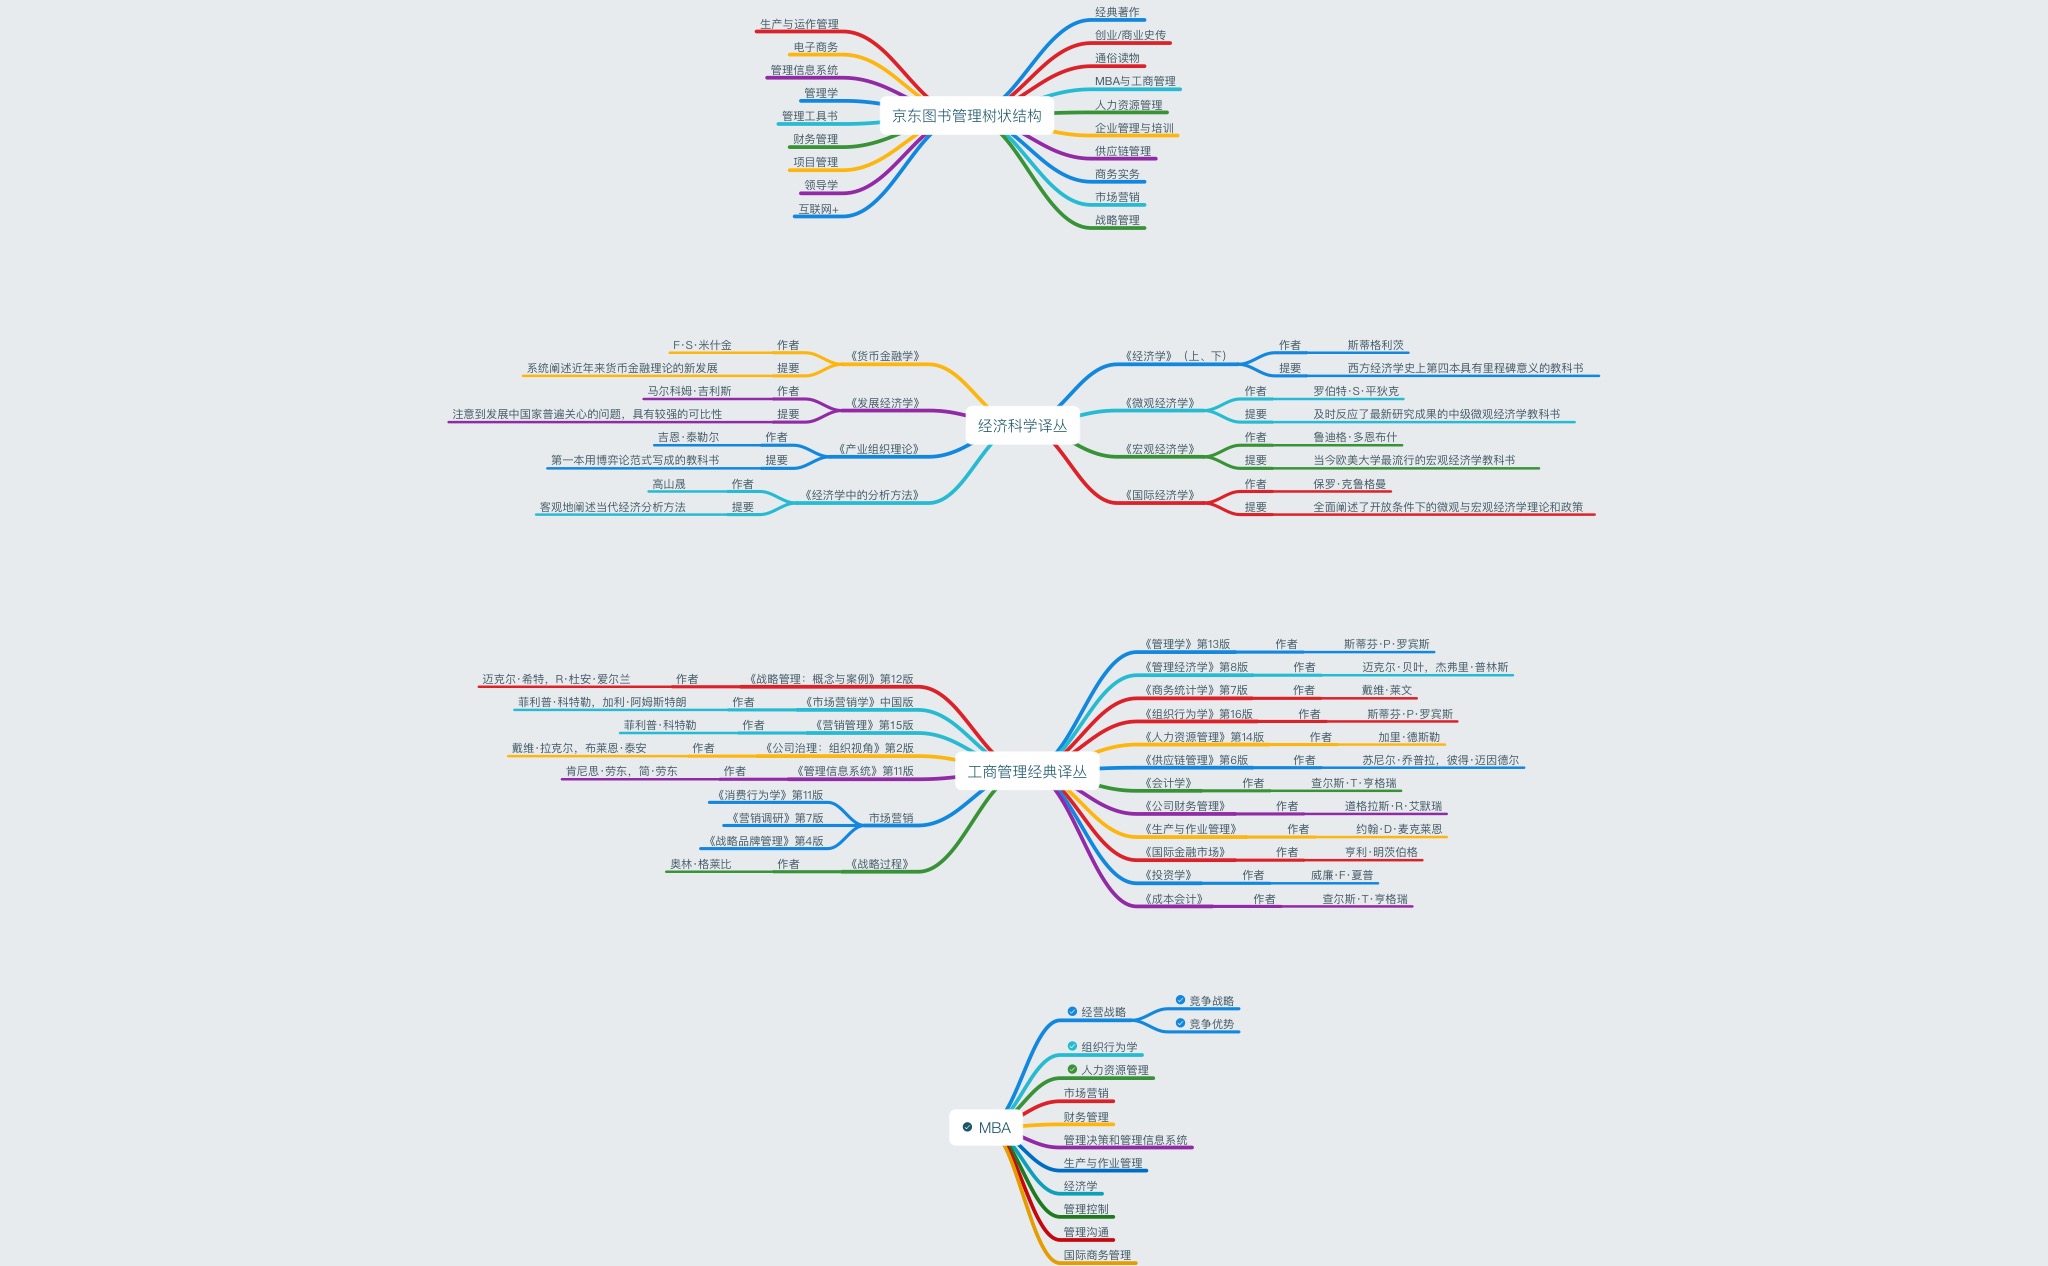 京东图书管理树状结构
经典著作
创业/商业史传
通俗读物
MBA与工商管理
人力资源管理
企业管理与培训
供应链管理
商务实务
市场营销
战略管理
生产与运作管理
电子商务
管理信息系统
管理学
管理工具书
财务管理
项目管理
领导学
互联网+
经济科学译丛
《经济学》（上、下）
作者
斯蒂格利茨
提要
西方经济学史上第四本具有里程碑意义的教科书
《微观经济学》
作者
罗伯特·S·平狄克
提要
及时反应了最新研究成果的中级微观经济学教科书
《宏观经济学》
作者
鲁迪格·多恩布什
提要
当今欧美大学最流行的宏观经济学教科书
《国际经济学》
作者
保罗·克鲁格曼
提要
全面阐述了开放条件下的微观与宏观经济学理论和政策
《货币金融学》
作者
F·S·米什金
提要
系统阐述近年来货币金融理论的新发展
《发展经济学》
作者
马尔科姆·吉利斯
提要
注意到发展中国家普遍关心的问题，具有较强的可比性
《产业组织理论》
作者
吉恩·泰勒尔
提要
第一本用博弈论范式写成的教科书
《经济学中的分析方法》
作者
高山晟
提要
客观地阐述当代经济分析方法
工商管理经典译丛
《管理学》第13版
作者
斯蒂芬·P·罗宾斯
《管理经济学》第8版
作者
迈克尔·贝叶，杰弗里·普林斯
《商务统计学》第7版
作者
戴维·莱文
《组织行为学》第16版
作者
斯蒂芬·P·罗宾斯
《人力资源管理》第14版
作者
加里·德斯勒
《供应链管理》第6版
作者
苏尼尔·乔普拉，彼得·迈因德尔
《会计学》
作者
查尔斯·T·亨格瑞
《公司财务管理》
作者
道格拉斯·R·艾默瑞
《生产与作业管理》
作者
约翰·D·麦克莱恩
《国际金融市场》
作者
亨利·明茨伯格
《投资学》
作者
威廉·F·夏普
《成本会计》
作者
查尔斯·T·亨格瑞
《战略管理：概念与案例》第12版
作者
迈克尔·希特，R·杜安·爱尔兰
《市场营销学》中国版
作者
菲利普·科特勒，加利·阿姆斯特朗
《营销管理》第15版
作者
菲利普·科特勒
《公司治理：组织视角》第2版
作者
戴维·拉克尔，布莱恩·泰安
《管理信息系统》第11版
作者
肯尼思·劳东，简·劳东
市场营销
《消费行为学》第11版
《营销调研》第7版
《战略品牌管理》第4版
《战略过程》
作者
奥林·格莱比
MBA
经营战略
竞争战略
竞争优势
组织行为学
人力资源管理
市场营销
财务管理
管理决策和管理信息系统
生产与作业管理
经济学
管理控制
管理沟通
国际商务管理